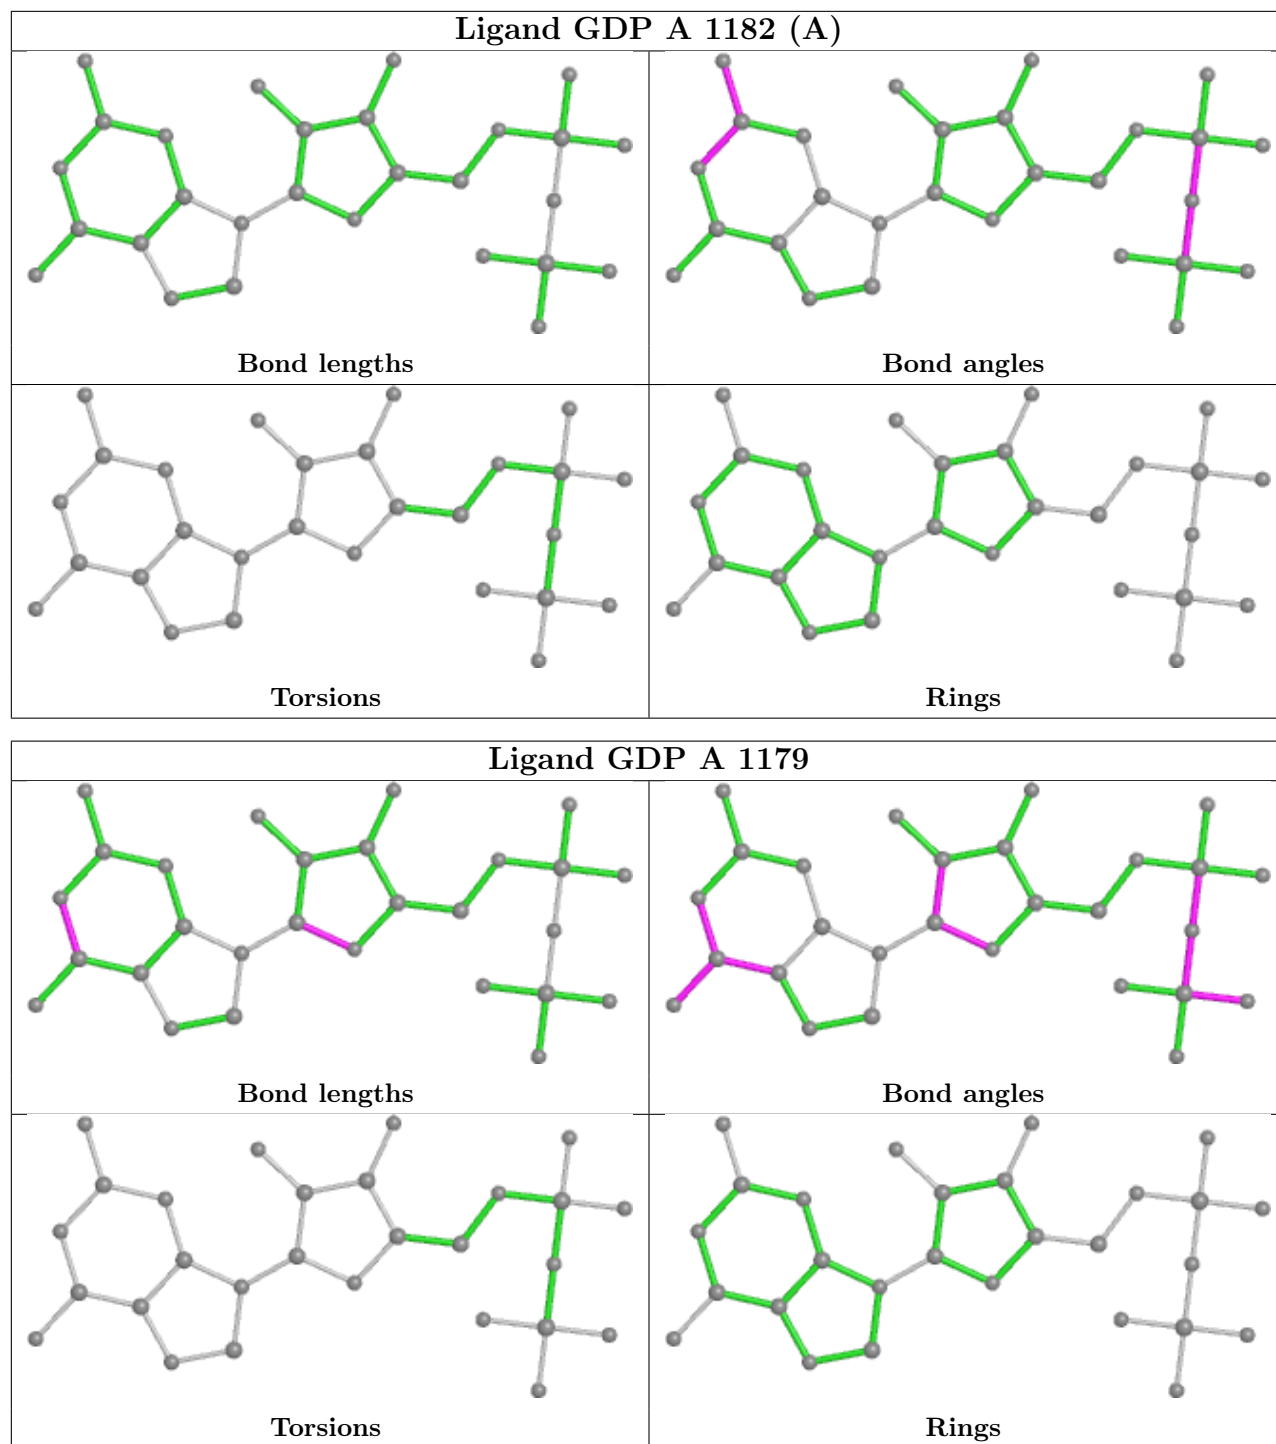 Ligand GDP A 1182 (A)
Bond lengths
Bond angles
Torsions
Rings
Ligand GDP A 1179
Bond lengths
Bond angles
Torsions
Rings